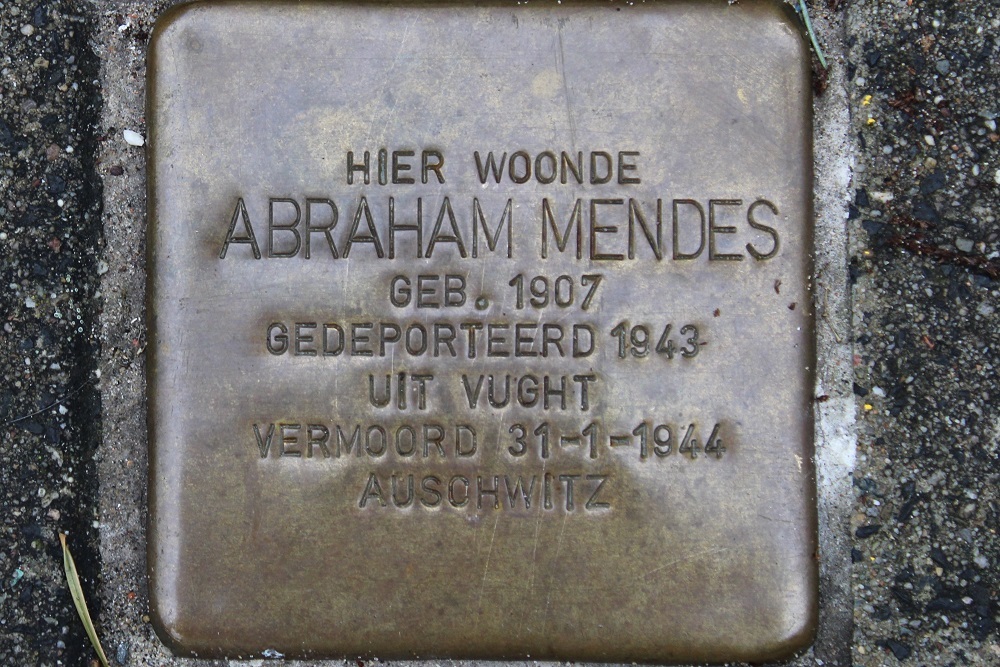 HIER WOONDE
ABRAHAM MENDES
GEB. 1907
GEDEPORTEERD 1943
UIT VUGHT
VERMOORD 31-1-1944
AUSCHWITZ